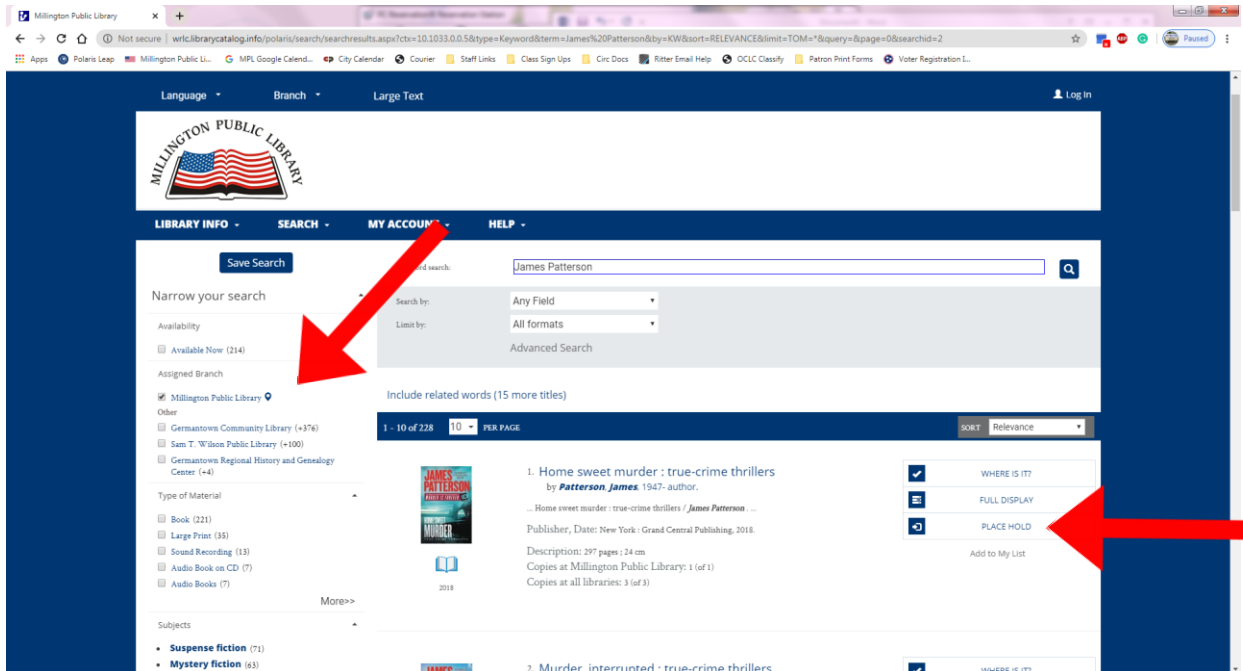 Millington Public Library
Not secure | wrlc.librarycatalog.info/polaris/search/searchresults.aspx?ctx=10.1033.0.0.5&type=Keyword&term=James%20Patterson&by=KW&sort=RELEVANCE&limit=TOM=*&query=&page=0&searchid=2
Paused
Apps Polaris Leap Millington Public Li... MPL Google Calend... City Calendar Courier Staff Links Class Sign Ups Circ Docs Ritter Email Help OCLC Classify Patron Print Forms Voter Registration I...
Language Branch Large Text Log In
MILLINGTON PUBLIC LIBRARY
LIBRARY INFO SEARCH MY ACCOUNT HELP
Save Search
search: James Patterson
Narrow your search
Search by: Any Field
Availability
Limit by: All formats
Available Now (214)
Advanced Search
Assigned Branch
Millington Public Library
Include related words (15 more titles)
Other
Germantown Community Library (+376)
1 - 10 of 228 10 PER PAGE SORT Relevance
Sam T. Wilson Public Library (+100)
Germantown Regional History and Genealogy
Center (+4)
JAMES
PATTERSON
HOME SWEET
MURDER
2018
1. Home sweet murder : true-crime thrillers
by Patterson, James, 1947- author.
... Home sweet murder : true-crime thrillers / James Patterson . ...
Publisher, Date: New York : Grand Central Publishing, 2018.
Description: 297 pages ; 24 cm
Copies at Millington Public Library: 1 (of 1)
Copies at all libraries: 3 (of 3)
WHERE IS IT?
FULL DISPLAY
PLACE HOLD
Add to My List
Type of Material
Book (221)
Large Print (35)
Sound Recording (13)
Audio Book on CD (7)
Audio Books (7)
More>>
Subjects
Suspense fiction (71)
Mystery fiction (63)
JAMES
2. Murder, interrupted : true-crime thrillers
WHERE IS IT?